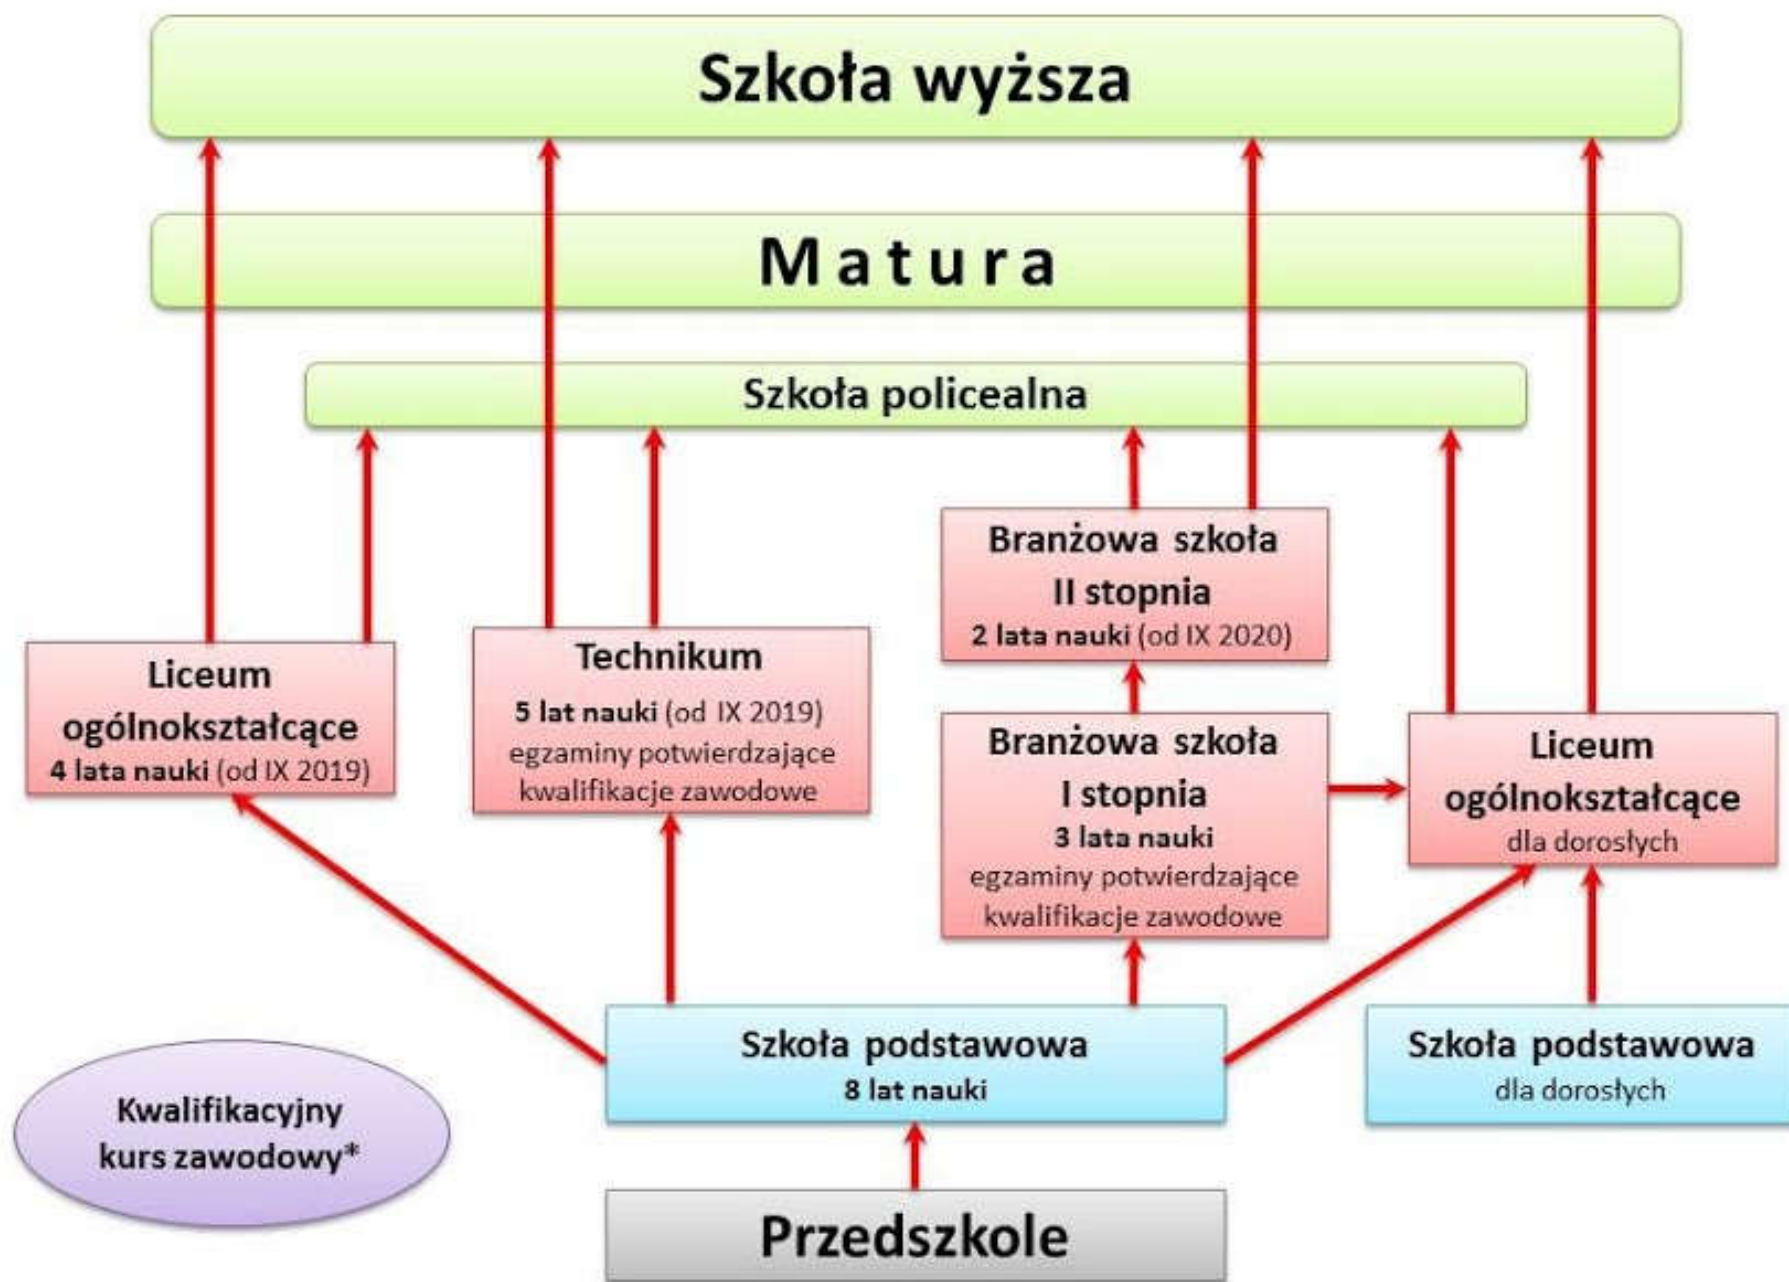 Szkoła wyższa
Matura
Szkoła policealna
Branżowa szkoła
II stopnia
2 lata nauki (od IX 2020)
Liceum
ogólnokształcące
4 lata nauki (od IX 2019)
Technikum
5 lat nauki (od IX 2019)
egzaminy potwierdzające
kwalifikacje zawodowe
Branżowa szkoła
I stopnia
3 lata nauki
egzaminy potwierdzające
kwalifikacje zawodowe
Liceum
ogólnokształcące
dla dorosłych
Szkoła podstawowa
8 lat nauki
Szkoła podstawowa
dla dorosłych
Kwalifikacyjny
kurs zawodowy*
Przedszkole